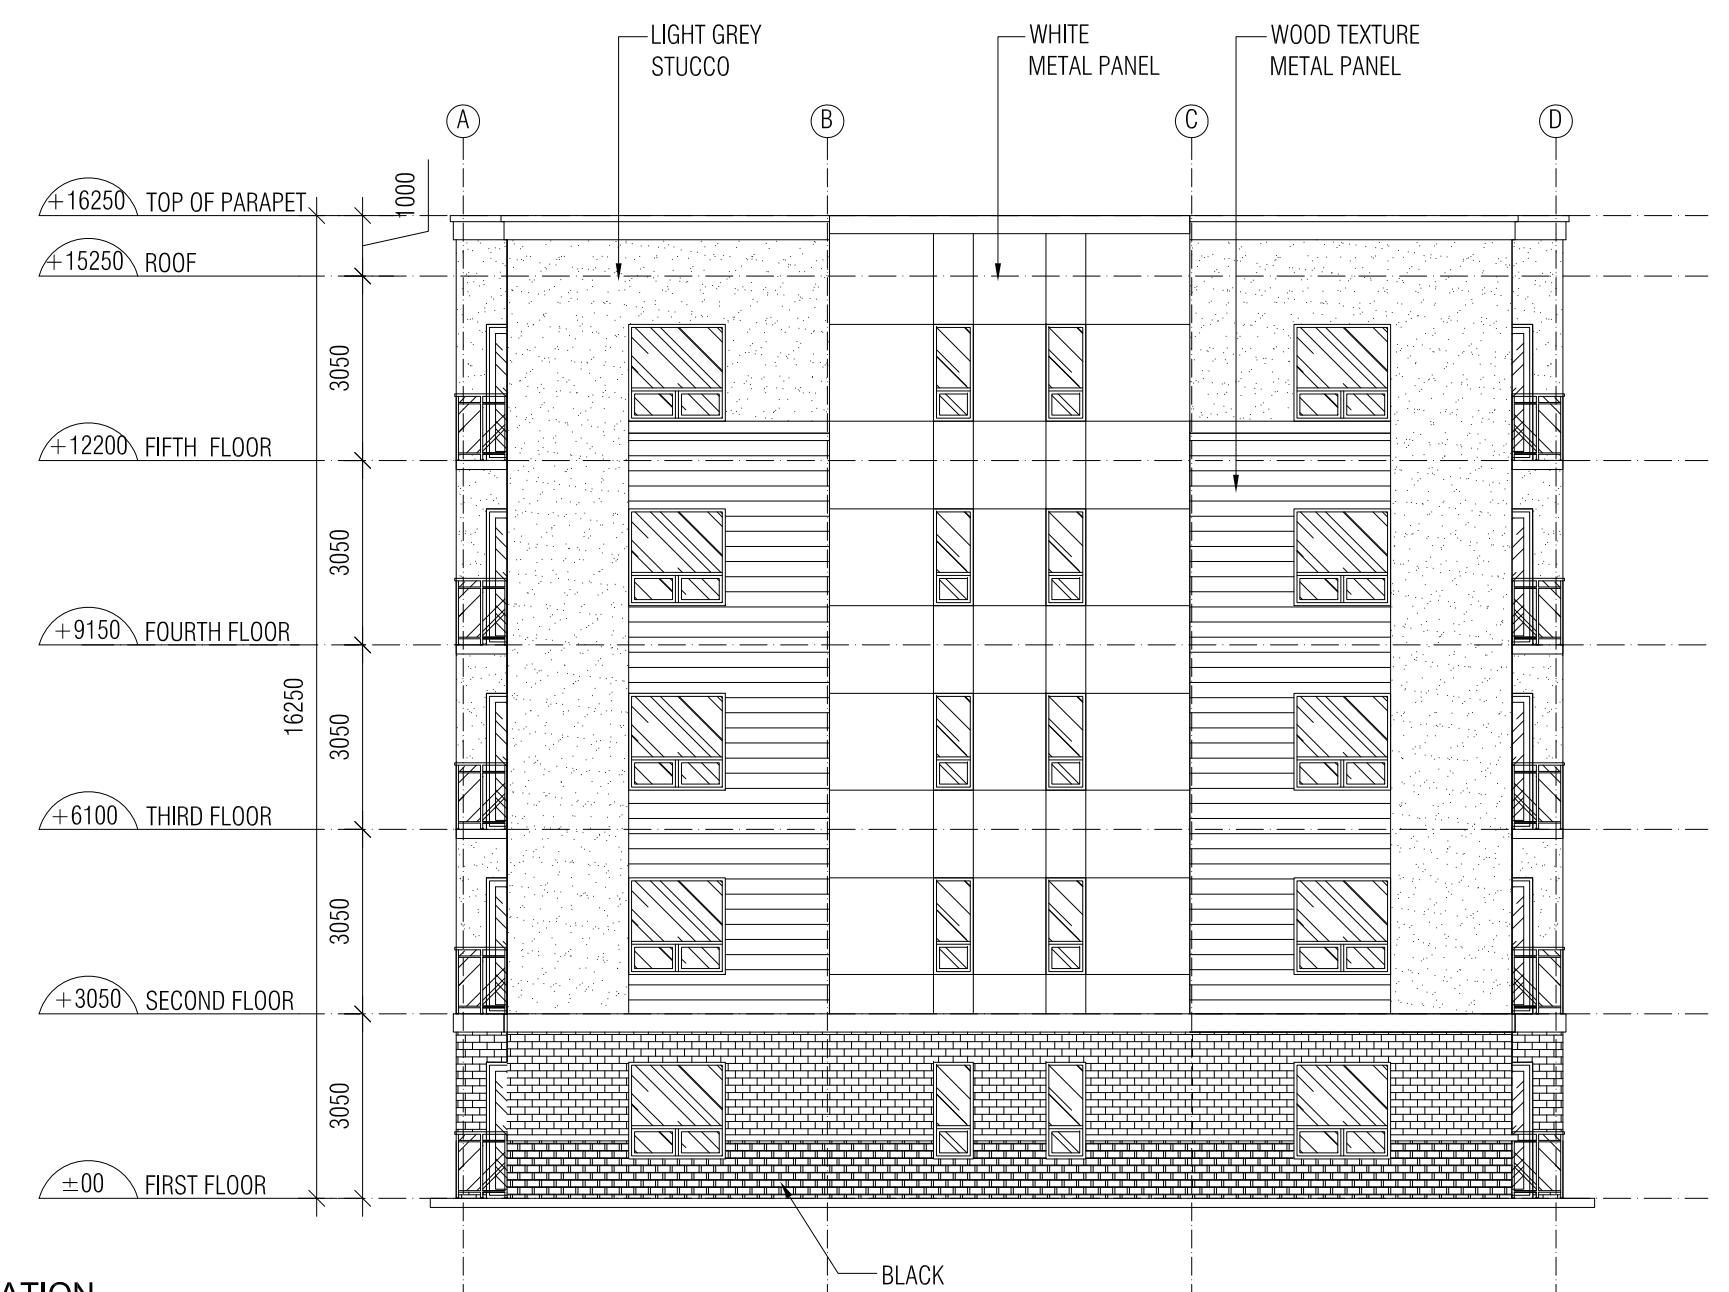 LIGHT GREY
STUCCO
WHITE
METAL PANEL
WOOD TEXTURE
METAL PANEL
A
B
C
D
+16250 TOP OF PARAPET
1000
+15250 ROOF
3050
+12200 FIFTH FLOOR
3050
+9150 FOURTH FLOOR
16250
3050
+6100 THIRD FLOOR
3050
+3050 SECOND FLOOR
3050
±00 FIRST FLOOR
BLACK
ATION